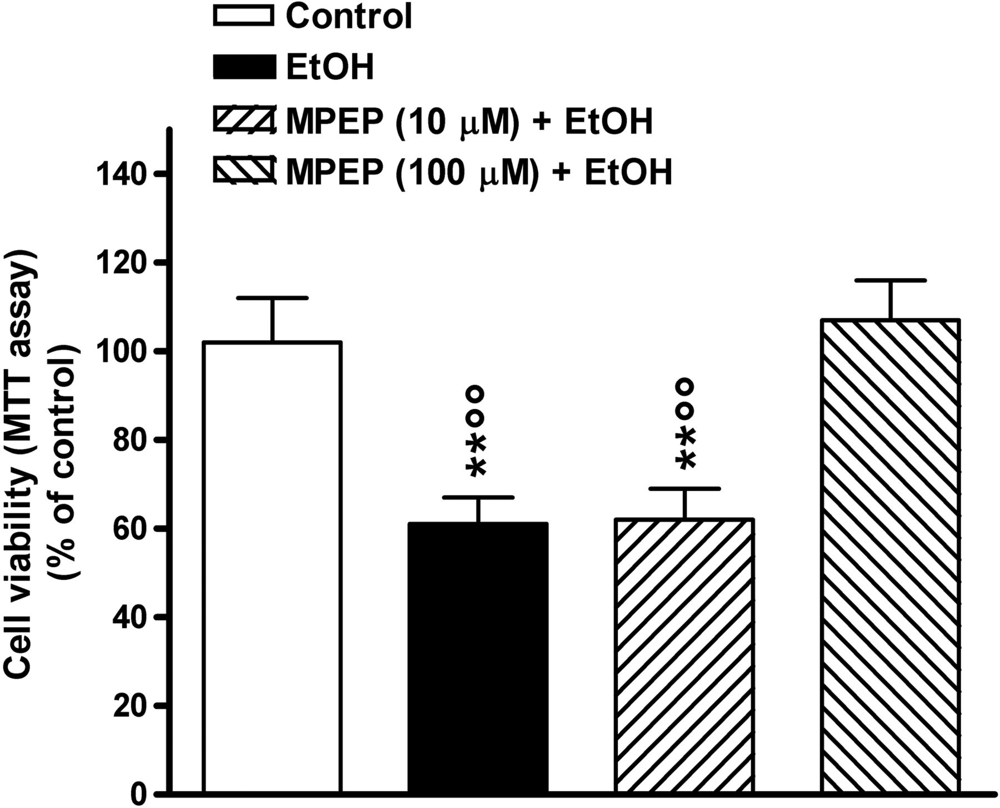 Control
EtOH
MPEP (10 μM) + EtOH
MPEP (100 μM) + EtOH
Cell viability (MTT assay)
(% of control)
140
120
100
80
60
40
20
0
°
°
*
*
°
°
*
*